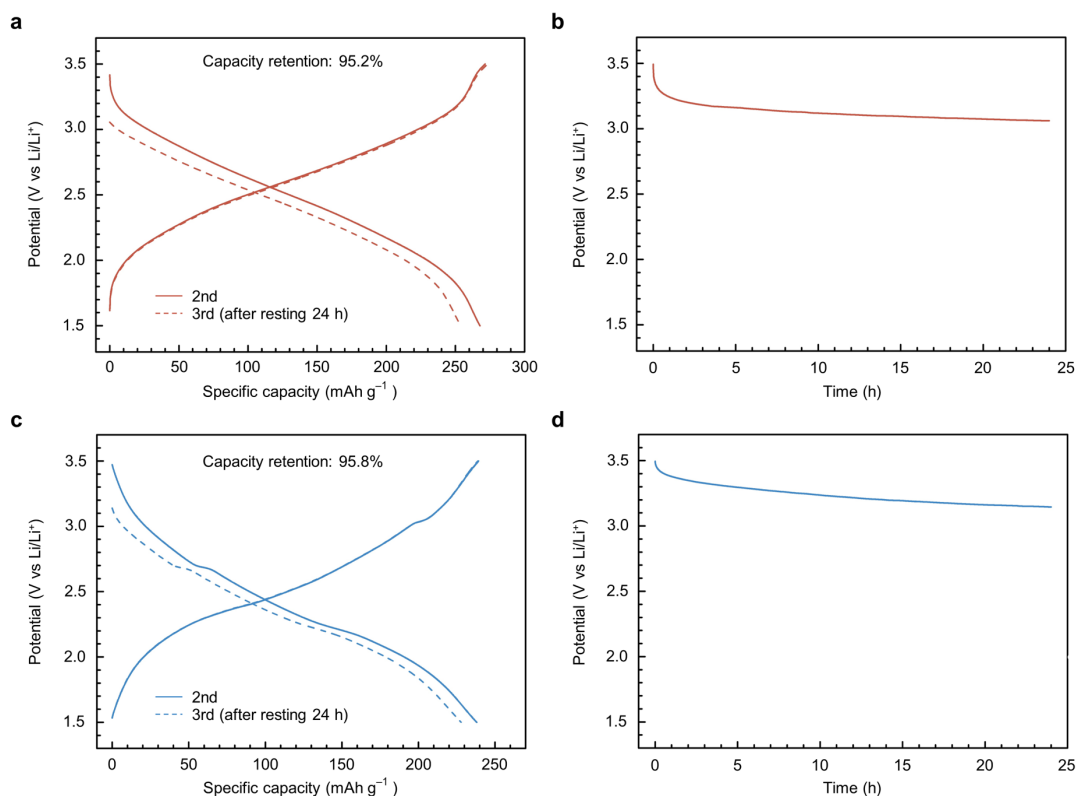 a
Capacity retention: 95.2%
3.5
3.0
2.5
2.0
1.5
Potential (V vs Li/Li⁺)
2nd
3rd (after resting 24 h)
0 50 100 150 200 250 300
Specific capacity (mAh g⁻¹ )
b
3.5
3.0
2.5
2.0
1.5
Potential (V vs Li/Li⁺)
0 5 10 15 20 25
Time (h)
c
Capacity retention: 95.8%
3.5
3.0
2.5
2.0
1.5
Potential (V vs Li/Li⁺)
2nd
3rd (after resting 24 h)
0 50 100 150 200 250
Specific capacity (mAh g⁻¹ )
d
3.5
3.0
2.5
2.0
1.5
Potential (V vs Li/Li⁺)
0 5 10 15 20 25
Time (h)